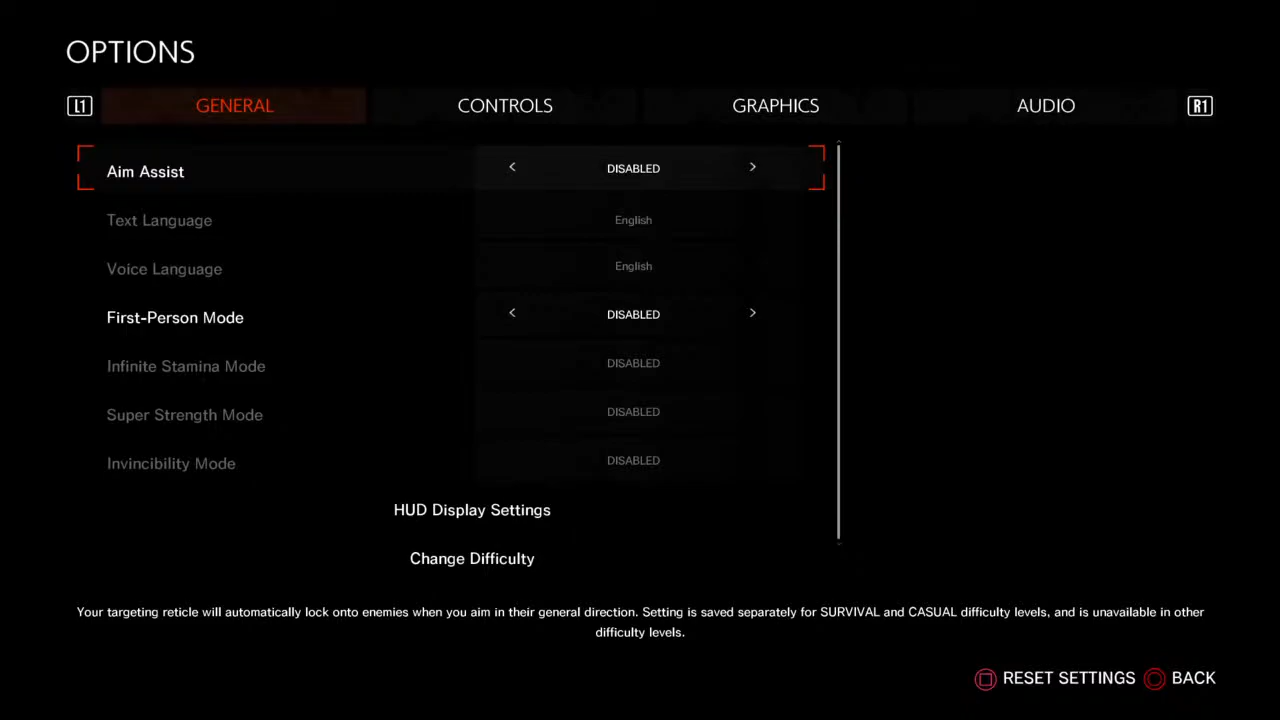 OPTIONS
L1 GENERAL CONTROLS GRAPHICS AUDIO R1
Aim Assist < DISABLED >
Text Language English
Voice Language English
First-Person Mode < DISABLED >
Infinite Stamina Mode DISABLED
Super Strength Mode DISABLED
Invincibility Mode DISABLED
HUD Display Settings
Change Difficulty
Your targeting reticle will automatically lock onto enemies when you aim in their general direction. Setting is saved separately for SURVIVAL and CASUAL difficulty levels, and is unavailable in other
difficulty levels.
RESET SETTINGS BACK